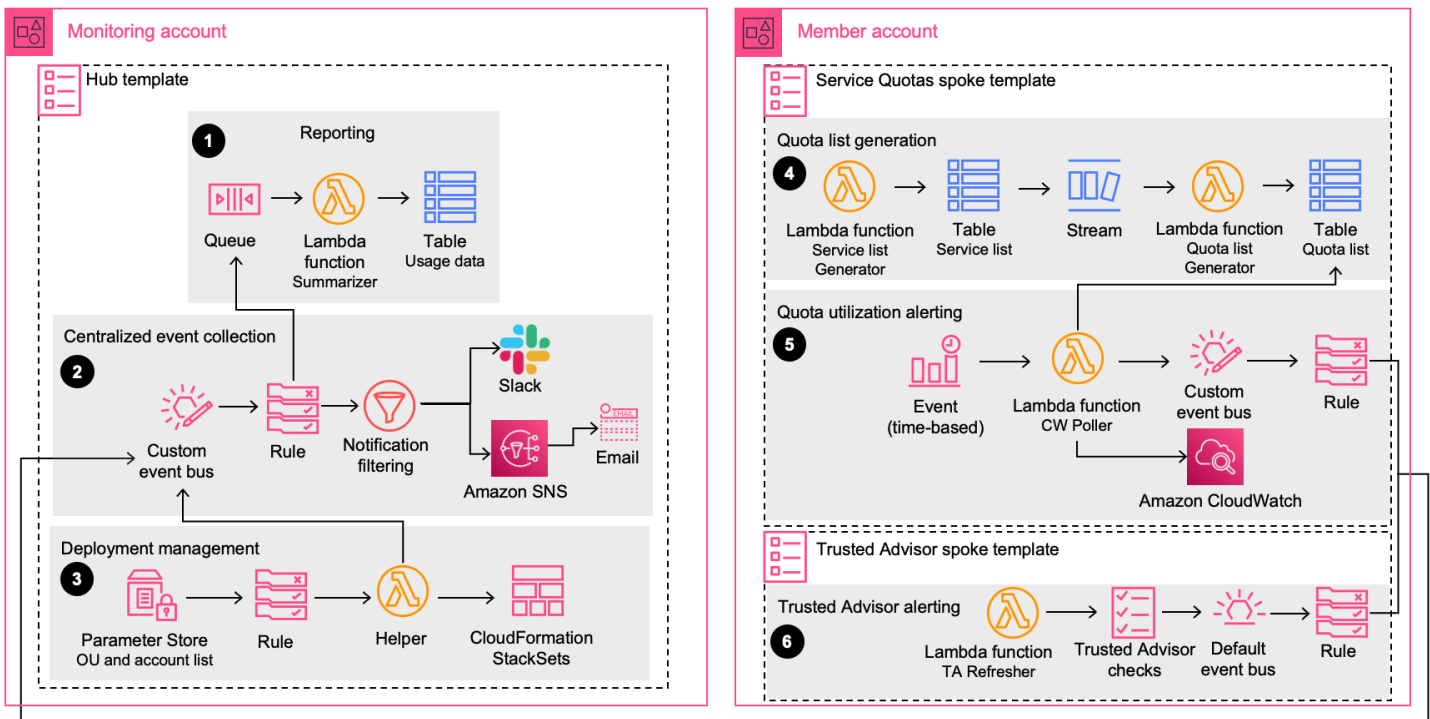 Monitoring account
Hub template
1
Reporting
Queue
Lambda
function
Summarizer
Table
Usage data
Centralized event collection
2
Custom
event bus
Rule
Notification
filtering
Slack
Amazon SNS
EMAIL
Email
Deployment management
3
Parameter Store
OU and account list
Rule
Helper
CloudFormation
StackSets
Member account
Service Quotas spoke template
Quota list generation
4
Lambda function
Service list
Generator
Table
Service list
Stream
Lambda function
Quota list
Generator
Table
Quota list
Quota utilization alerting
5
Event
(time-based)
Lambda function
CW Poller
Custom
event bus
Rule
Amazon CloudWatch
Trusted Advisor spoke template
Trusted Advisor alerting
6
Lambda function
TA Refresher
Trusted Advisor
checks
Default
event bus
Rule